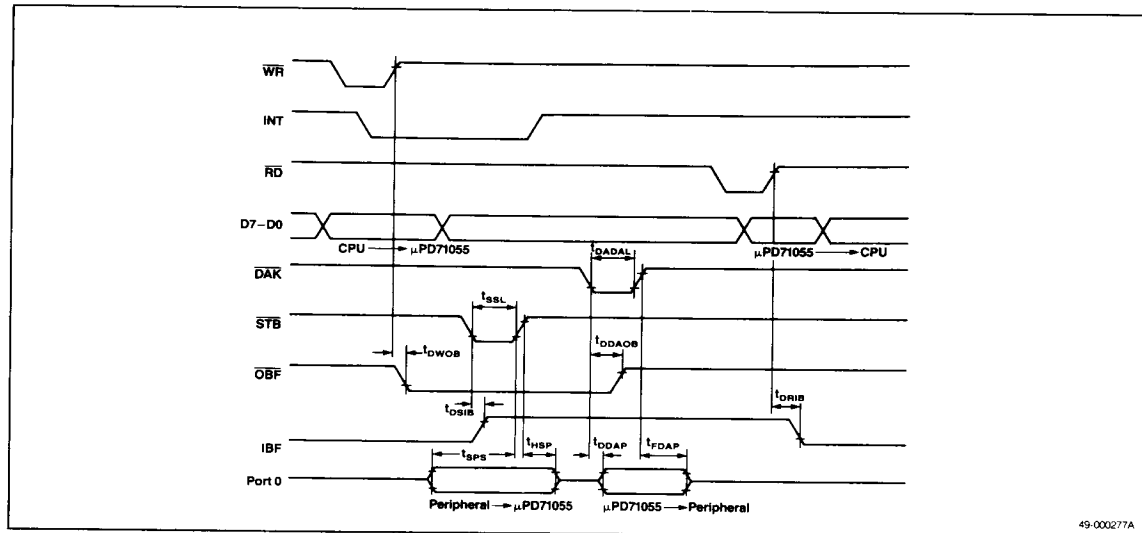 WR
INT
RD
D7–D0
CPU → μPD71055
tDADAL
μPD71055 → CPU
DAK
tSSL
STB
tDWOB
tDDAOB
OBF
tDSIB
tDRIB
IBF
tSPS
tHSP
tDDAP
tFDAP
Port 0
Peripheral → μPD71055
μPD71055 → Peripheral
49-000277A